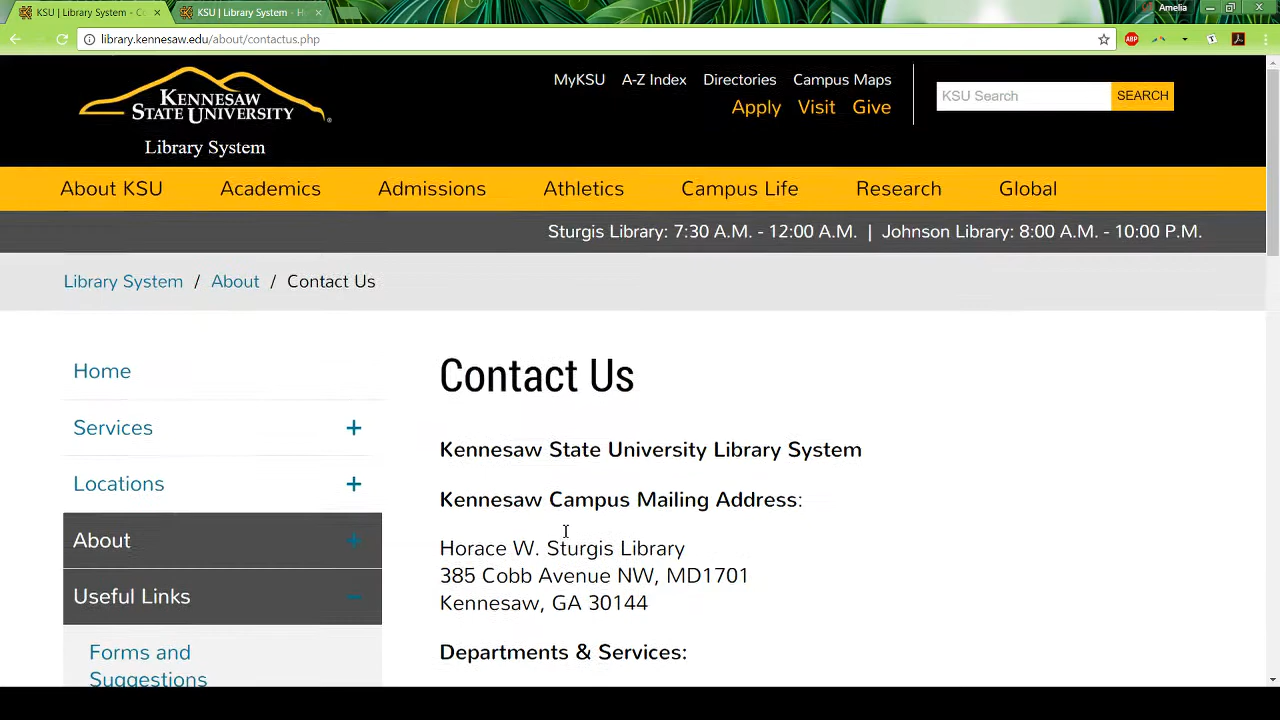 KSU | Library System - C
KSU | Library System - H
Amelia
library.kennesaw.edu/about/contactus.php
ABP
KENNESAW
STATE UNIVERSITY
Library System
MyKSU A-Z Index Directories Campus Maps
Apply Visit Give
KSU Search
SEARCH
About KSU Academics Admissions Athletics Campus Life Research Global
Sturgis Library: 7:30 A.M. - 12:00 A.M. | Johnson Library: 8:00 A.M. - 10:00 P.M.
Library System / About / Contact Us
Home
Services +
Locations +
About +
Useful Links −
Forms and
Suggestions
Contact Us
Kennesaw State University Library System
Kennesaw Campus Mailing Address:
Horace W. Sturgis Library
385 Cobb Avenue NW, MD1701
Kennesaw, GA 30144
Departments & Services: